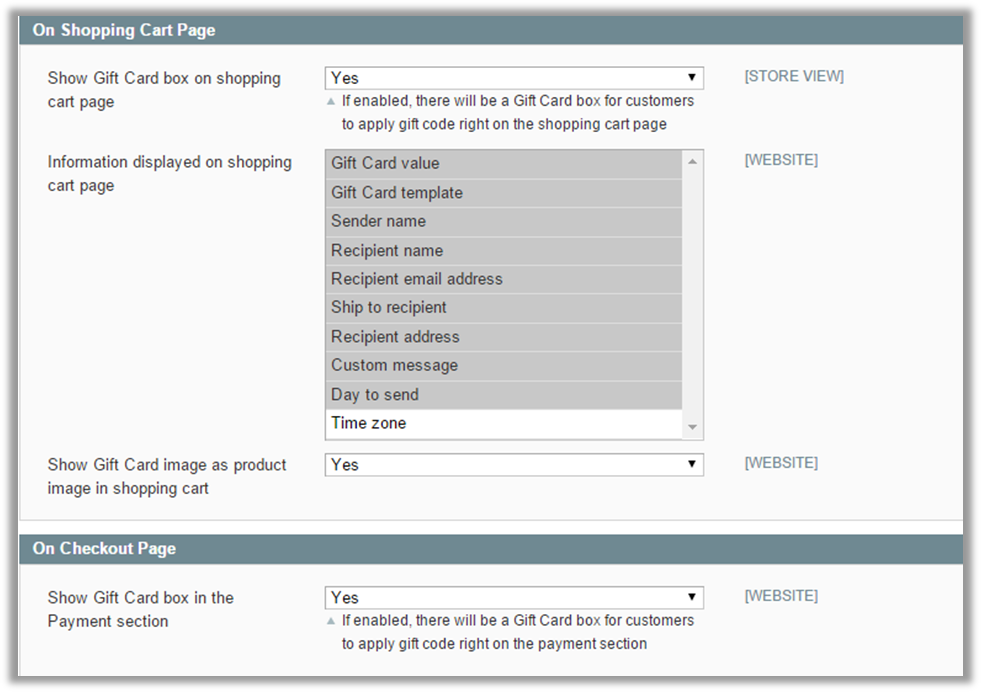 On Shopping Cart Page
Show Gift Card box on shopping
cart page
Yes
[STORE VIEW]
If enabled, there will be a Gift Card box for customers
to apply gift code right on the shopping cart page
Information displayed on shopping
cart page
[WEBSITE]
Gift Card value
Gift Card template
Sender name
Recipient name
Recipient email address
Ship to recipient
Recipient address
Custom message
Day to send
Time zone
Show Gift Card image as product
image in shopping cart
Yes
[WEBSITE]
On Checkout Page
Show Gift Card box in the
Payment section
Yes
[WEBSITE]
If enabled, there will be a Gift Card box for customers
to apply gift code right on the payment section